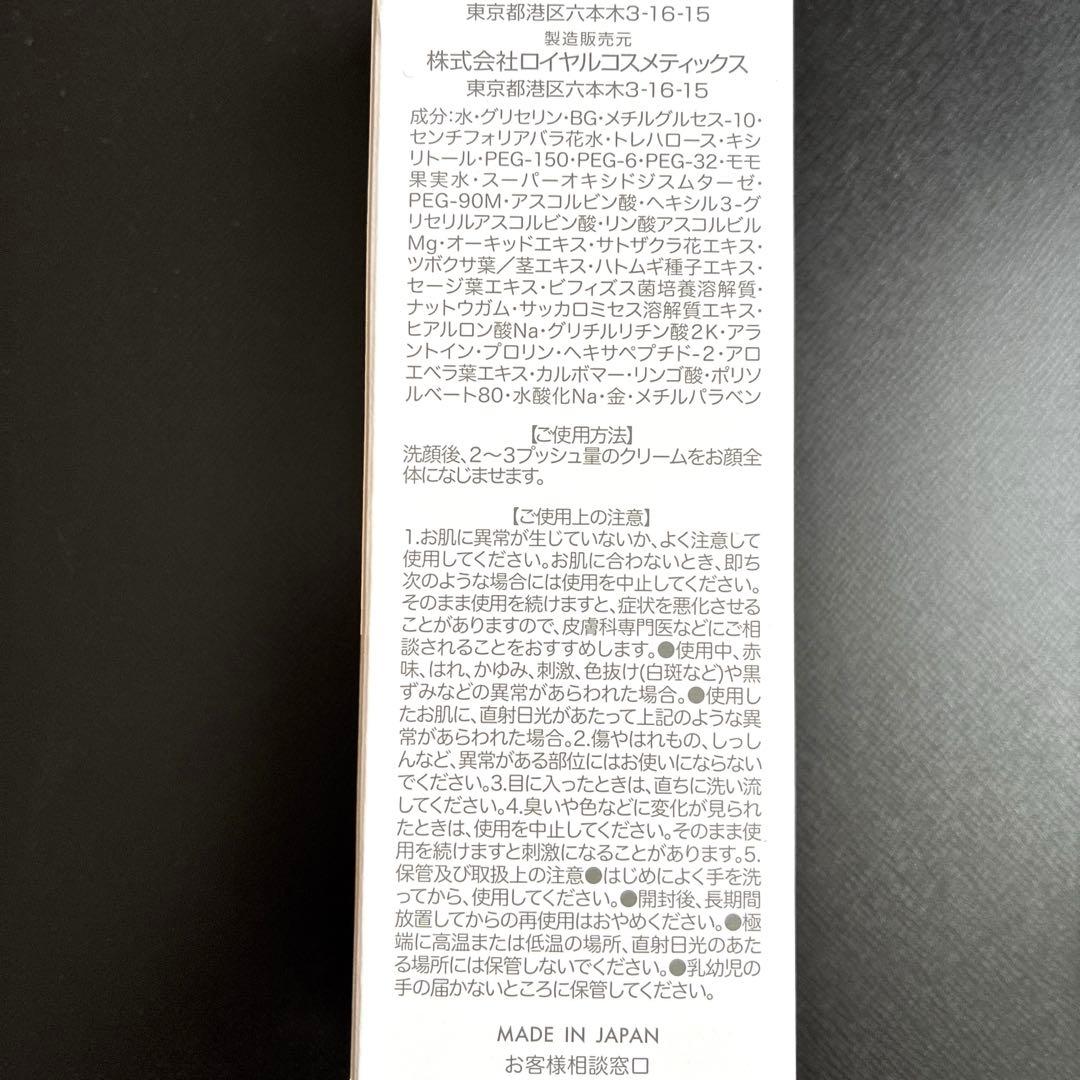 東京都港区六本木3-16-15
製造販売元
株式会社ロイヤルコスメティックス
東京都港区六本木3-16-15
成分:水・グリセリン・BG・メチルグルセス-10・
センチフォリアバラ花水・トレハロース・キシ
リトール・PEG-150・PEG-6・PEG-32・モモ
果実水・スーパーオキシドジスムターゼ・
PEG-90M・アスコルビン酸・ヘキシル3-グ
リセリルアスコルビン酸・リン酸アスコルビル
Mg・オーキッドエキス・サトザクラ花エキス・
ツボクサ葉/茎エキス・ハトムギ種子エキス・
セージ葉エキス・ビフィズス菌培養溶解質・
ナットウガム・サッカロミセス溶解質エキス・
ヒアルロン酸Na・グリチルリチン酸2K・アラ
ントイン・プロリン・ヘキサペプチド-2・アロ
エベラ葉エキス・カルボマー・リンゴ酸・ポリソ
ルベート80・水酸化Na・金・メチルパラベン
【ご使用方法】
洗顔後、2〜3プッシュ量のクリームをお顔全
体になじませます。
【ご使用上の注意】
1.お肌に異常が生じていないか、よく注意して
使用してください。お肌に合わないとき、即ち
次のような場合には使用を中止してください。
そのまま使用を続けますと、症状を悪化させる
ことがありますので、皮膚科専門医などにご相
談されることをおすすめします。●使用中、赤
味、はれ、かゆみ、刺激、色抜け(白斑など)や黒
ずみなどの異常があらわれた場合。●使用し
たお肌に、直射日光があたって上記のような異
常があらわれた場合。2.傷やはれもの、しっし
んなど、異常がある部位にはお使いにならない
でください。3.目に入ったときは、直ちに洗い流
してください。4.臭いや色などに変化が見られ
たときは、使用を中止してください。そのまま使
用を続けますと刺激になることがあります。5.
保管及び取扱上の注意●はじめによく手を洗
ってから、使用してください。●開封後、長期間
放置してからの再使用はおやめください。●極
端に高温または低温の場所、直射日光のあた
る場所には保管しないでください。●乳幼児の
手の届かないところに保管してください。
MADE IN JAPAN
お客様相談窓口